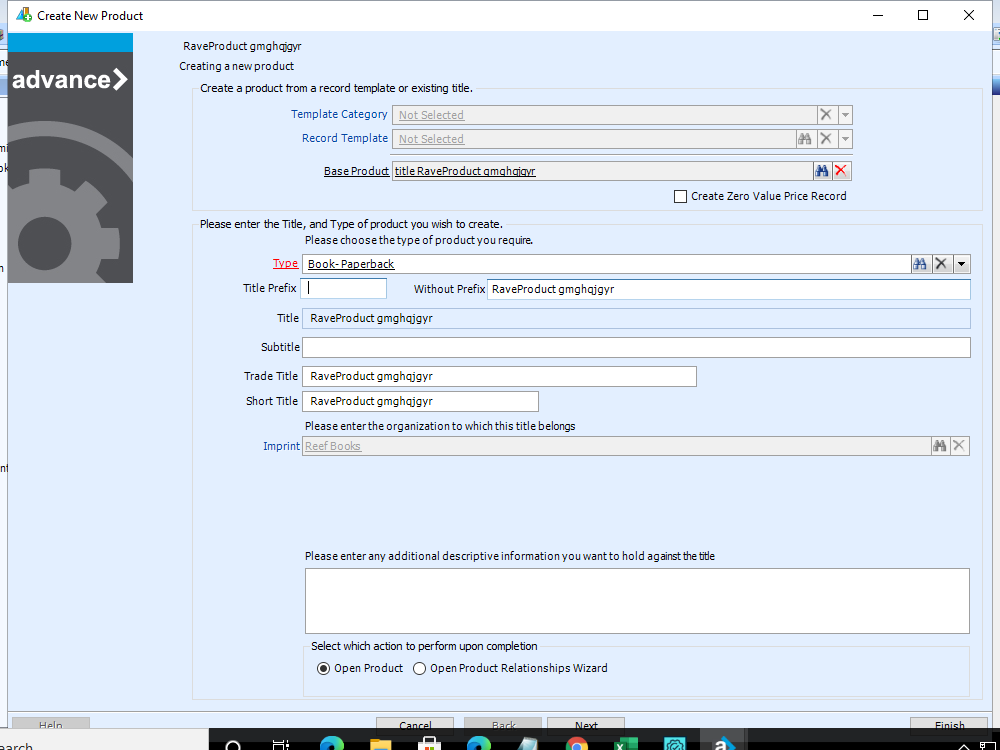 Create New Product
RaveProduct gmghqjgyr
Creating a new product
advance
Create a product from a record template or existing title.
Template Category Not Selected
Record Template Not Selected
Base Product title RaveProduct gmghqjgyr
Create Zero Value Price Record
Please enter the Title, and Type of product you wish to create.
Please choose the type of product you require.
Type Book- Paperback
Title Prefix Without Prefix RaveProduct gmghqjgyr
Title RaveProduct gmghqjgyr
Subtitle
Trade Title RaveProduct gmghqjgyr
Short Title RaveProduct gmghqjgyr
Please enter the organization to which this title belongs
Imprint Reef Books
Please enter any additional descriptive information you want to hold against the title
Select which action to perform upon completion
Open Product Open Product Relationships Wizard
Help Cancel Back Next Finish
earch